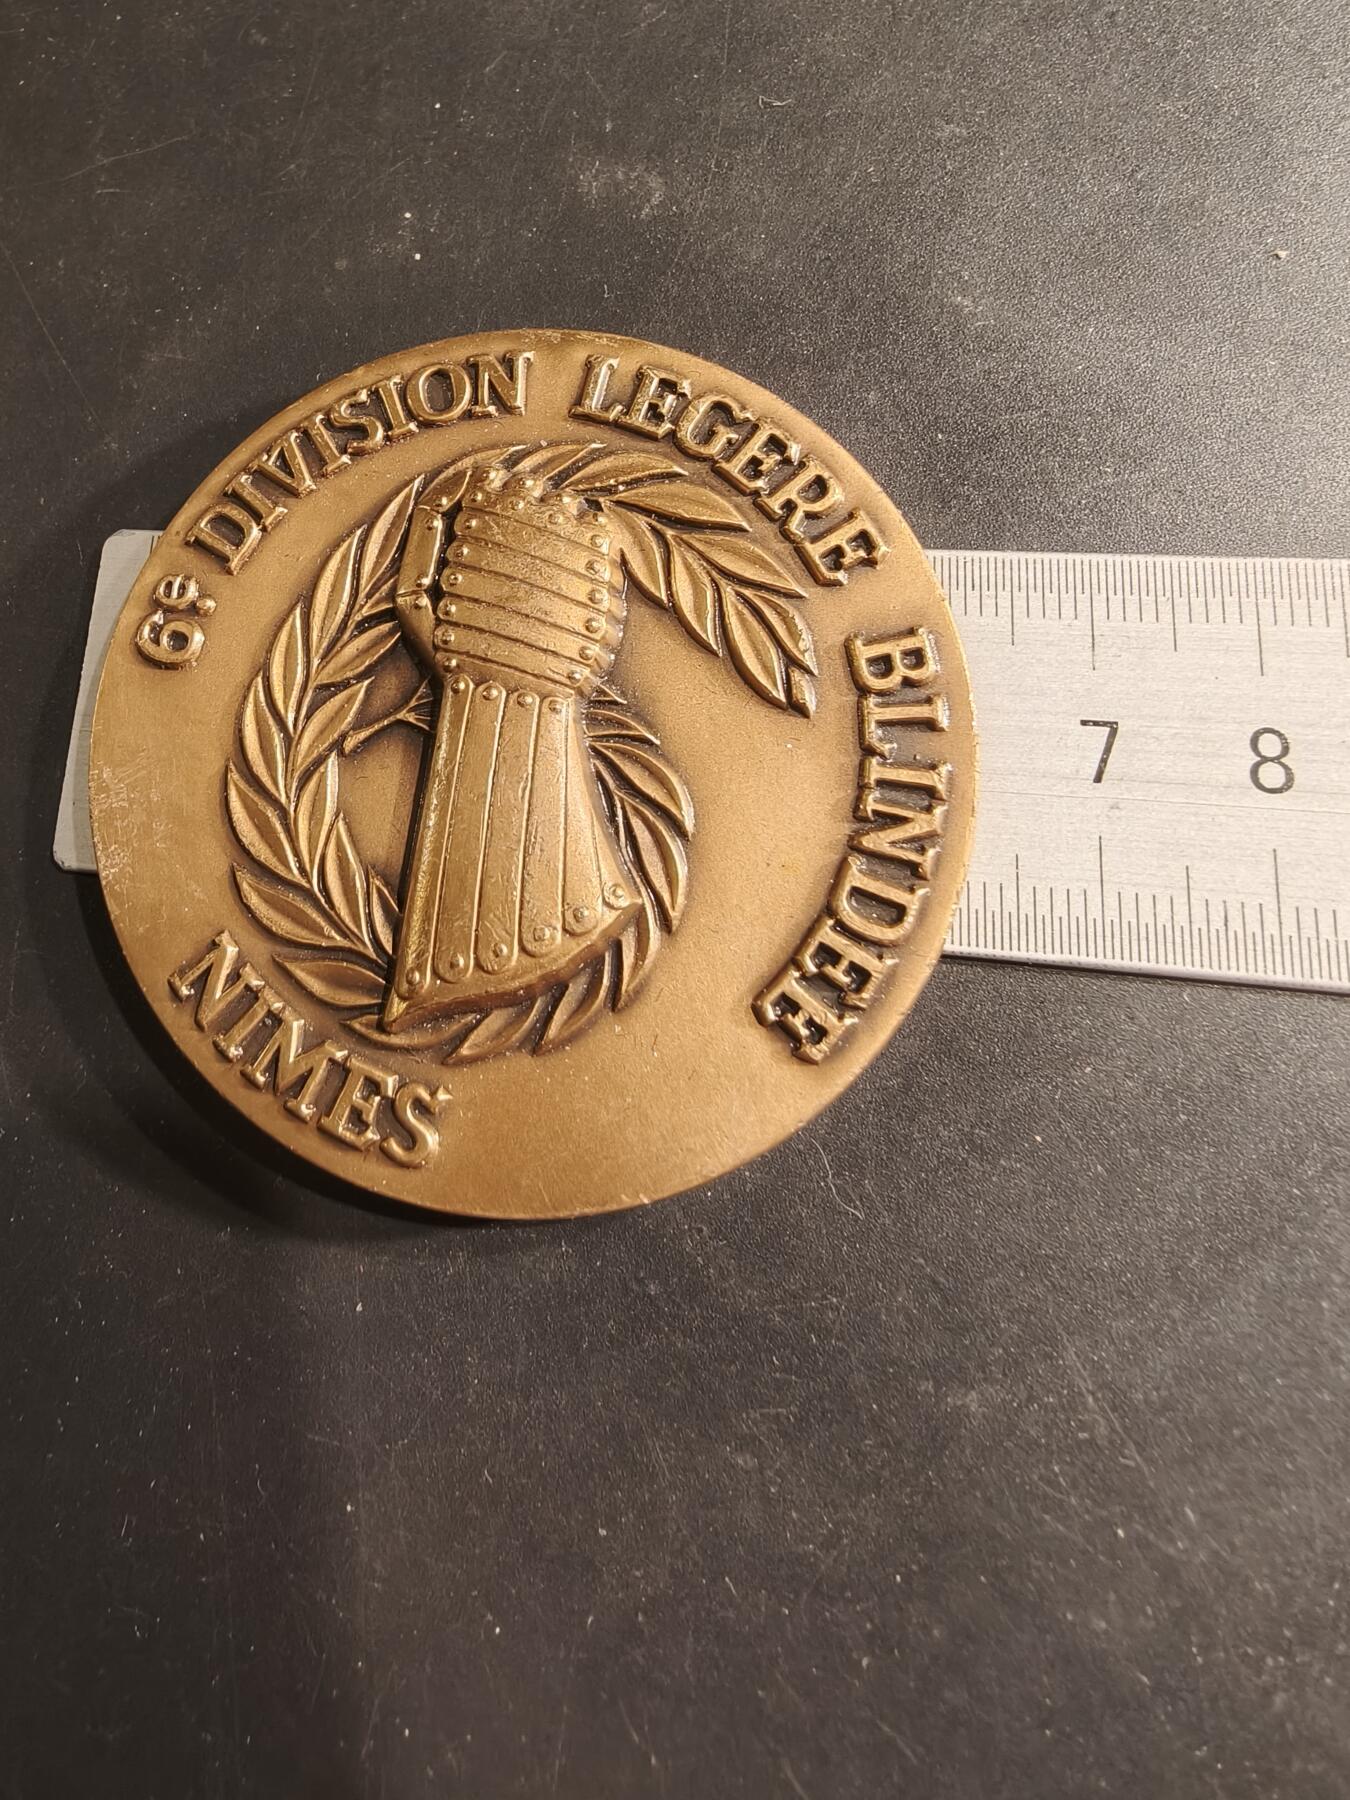 6e DIVISION LEGERE BLINDEE
NIMES
7 8